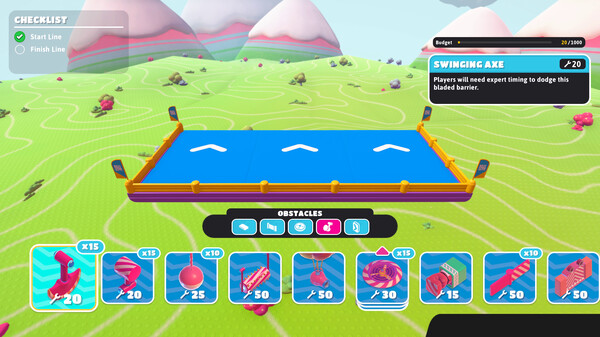 CHECKLIST
Start Line
Finish Line
Budget 20/1000
SWINGING AXE 20
Players will need expert timing to dodge this
bladed barrier.
OBSTACLES
x15 x15 x10 x15 x10
20 20 25 50 50 30 15 50 50